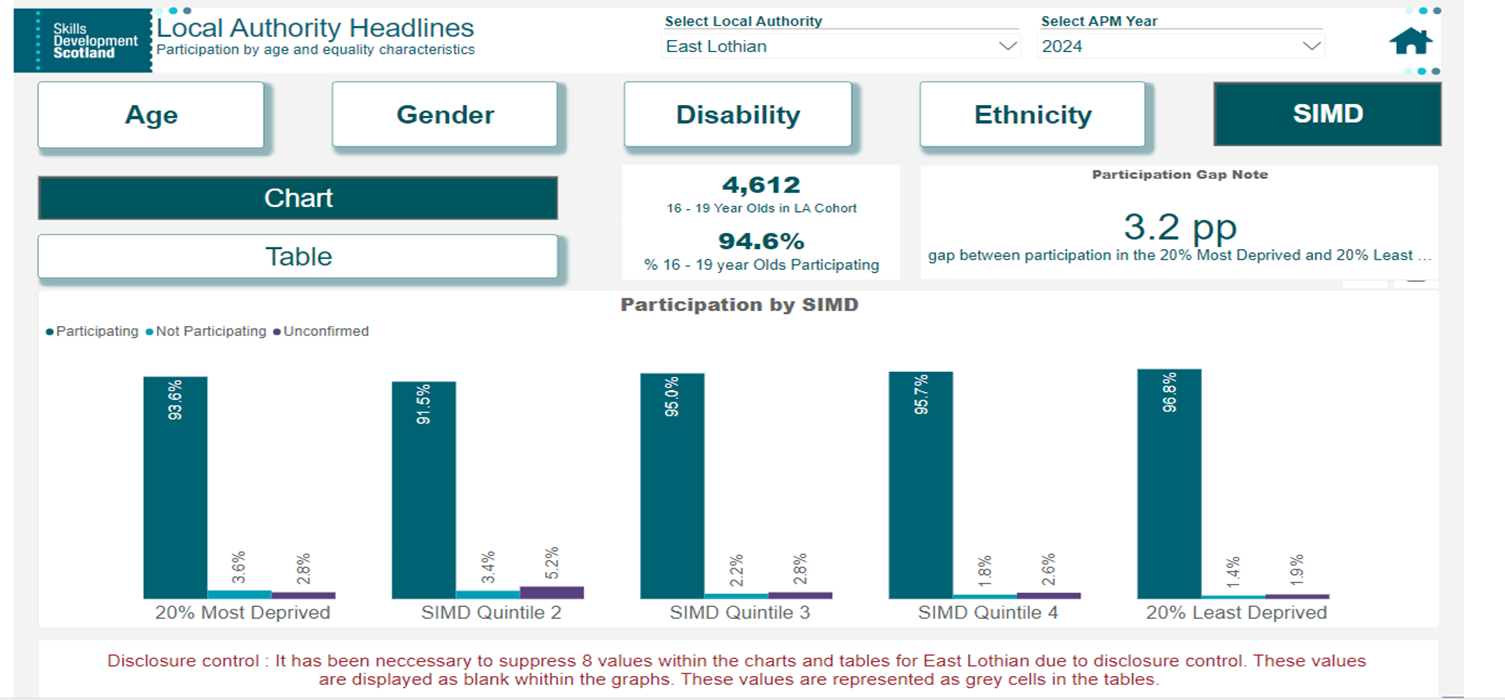 Skills
Development
Scotland
Local Authority Headlines
Participation by age and equality characteristics
Select Local Authority
East Lothian
Select APM Year
2024
Age
Gender
Disability
Ethnicity
SIMD
Chart
Table
4,612
16 - 19 Year Olds in LA Cohort
94.6%
% 16 - 19 year Olds Participating
Participation Gap Note
3.2 pp
gap between participation in the 20% Most Deprived and 20% Least ...
Participation by SIMD
Participating Not Participating Unconfirmed
93.6% 3.6% 2.8% 91.5% 3.4% 5.2% 95.0% 2.2% 2.8% 95.7% 1.8% 2.6% 96.8% 1.4% 1.9%
20% Most Deprived SIMD Quintile 2 SIMD Quintile 3 SIMD Quintile 4 20% Least Deprived
Disclosure control : It has been neccessary to suppress 8 values within the charts and tables for East Lothian due to disclosure control. These values
are displayed as blank whithin the graphs. These values are represented as grey cells in the tables.